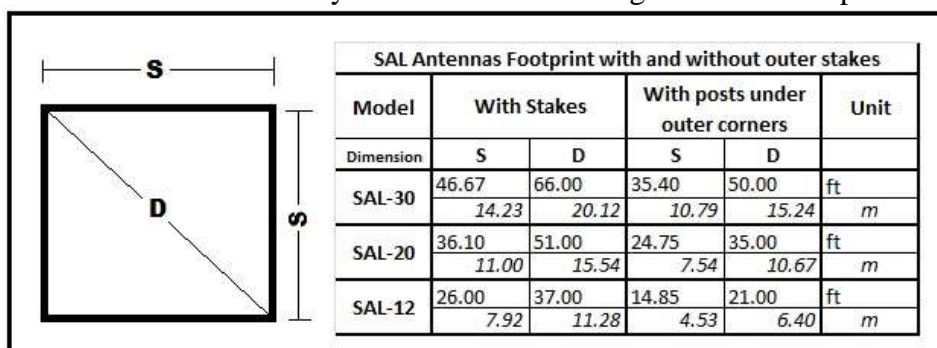 S
S
D
SAL Antennas Footprint with and without outer stakes
Model With Stakes With posts under outer corners Unit
Dimension S D S D
SAL-30 46.67 66.00 35.40 50.00 ft
14.23 20.12 10.79 15.24 m
SAL-20 36.10 51.00 24.75 35.00 ft
11.00 15.54 7.54 10.67 m
SAL-12 26.00 37.00 14.85 21.00 ft
7.92 11.28 4.53 6.40 m